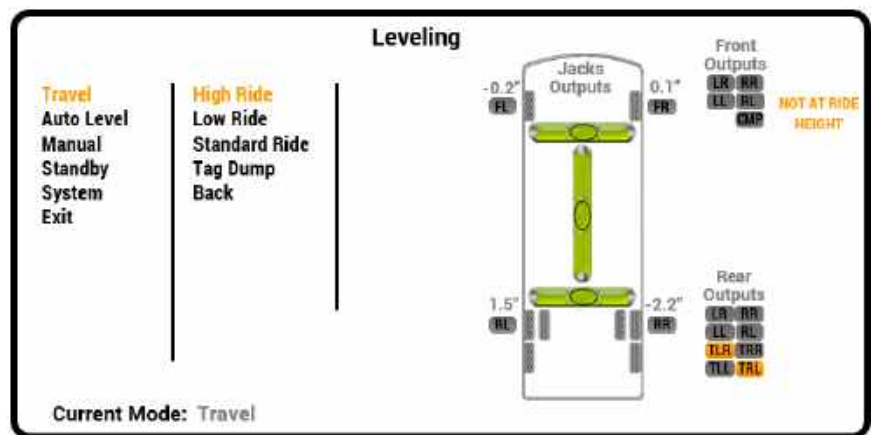 Leveling
Travel
Auto Level
Manual
Standby
System
Exit
High Ride
Low Ride
Standard Ride
Tag Dump
Back
Jacks
Outputs
-0.2" 0.1"
FL FR
1.5" -2.2"
RL RR
Front
Outputs
LR RR
LL RL
CMP
NOT AT RIDE
HEIGHT
Rear
Outputs
LR RR
LL RL
TLR TRR
TLL TRL
Current Mode: Travel